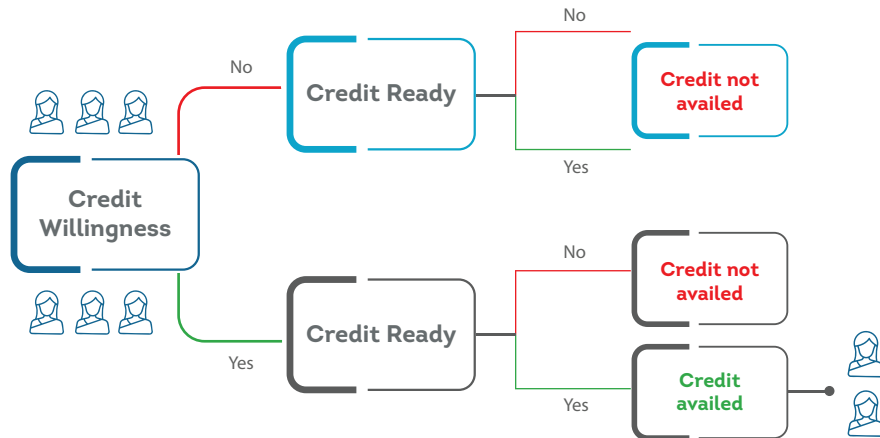 No
No
Credit Ready
Credit not
availed
Yes
Credit
Willingness
No
Credit not
availed
Credit Ready
Yes
Yes
Credit
availed